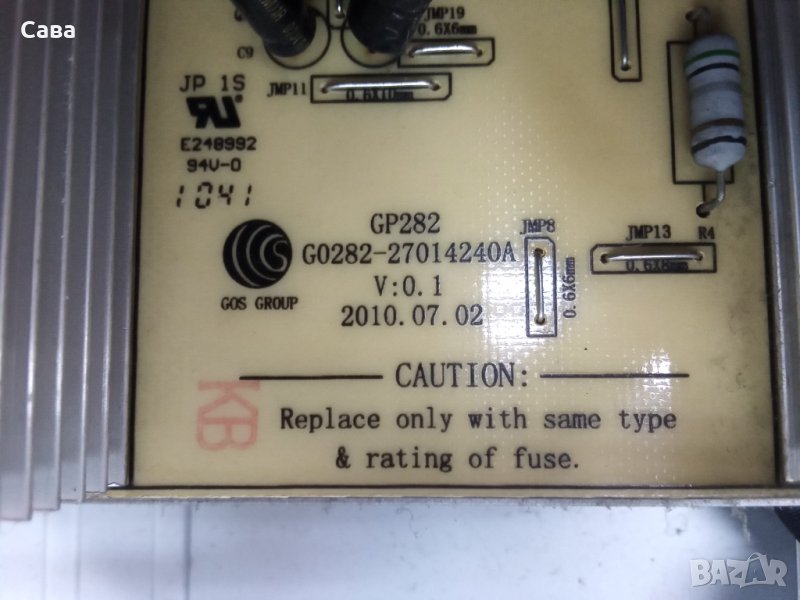 Сава
JMP19
0.6X6mm
C9
JP 1S
JMP11
0.6X10mm
E248992
94V-0
1041
GP282
G0282-27014240A
V:0.1
2010.07.02
GOS GROUP
JMP8
0.6X6mm
JMP13
R4
0.6X8mm
CAUTION:
KB
Replace only with same type
& rating of fuse.
BAZAR